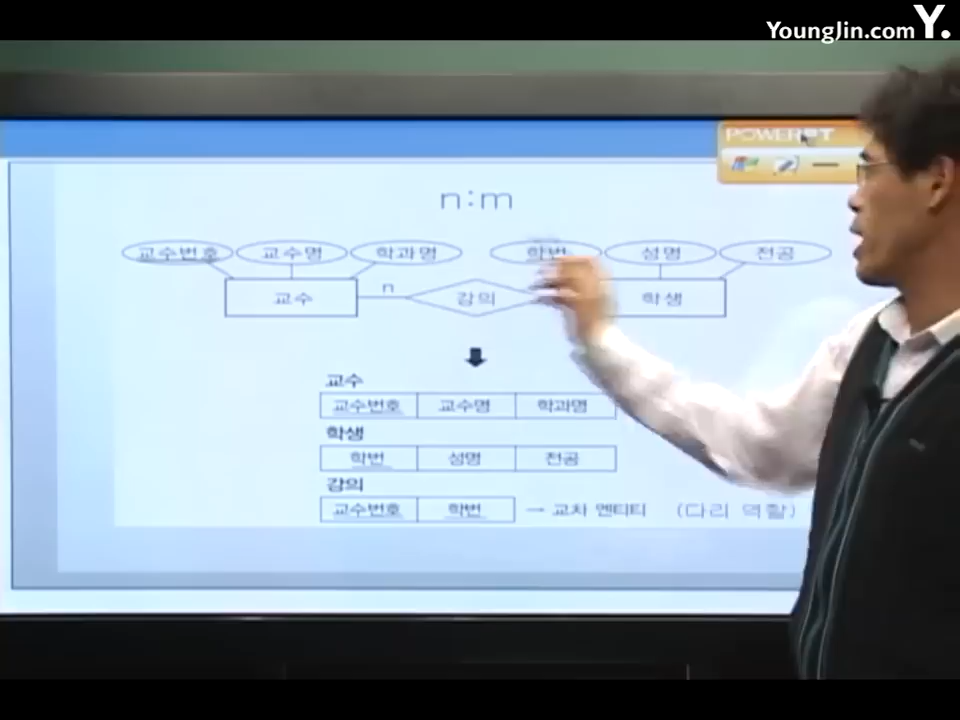 YoungJin.com Y.
POWER
n:m
교수번호 교수명 학과명 학번 성명 전공
교수 n 강의 학생
교수
교수번호 교수명 학과명
학생
학번 성명 전공
강의
교수번호 학번 → 교차 엔티티 (다리 역할)